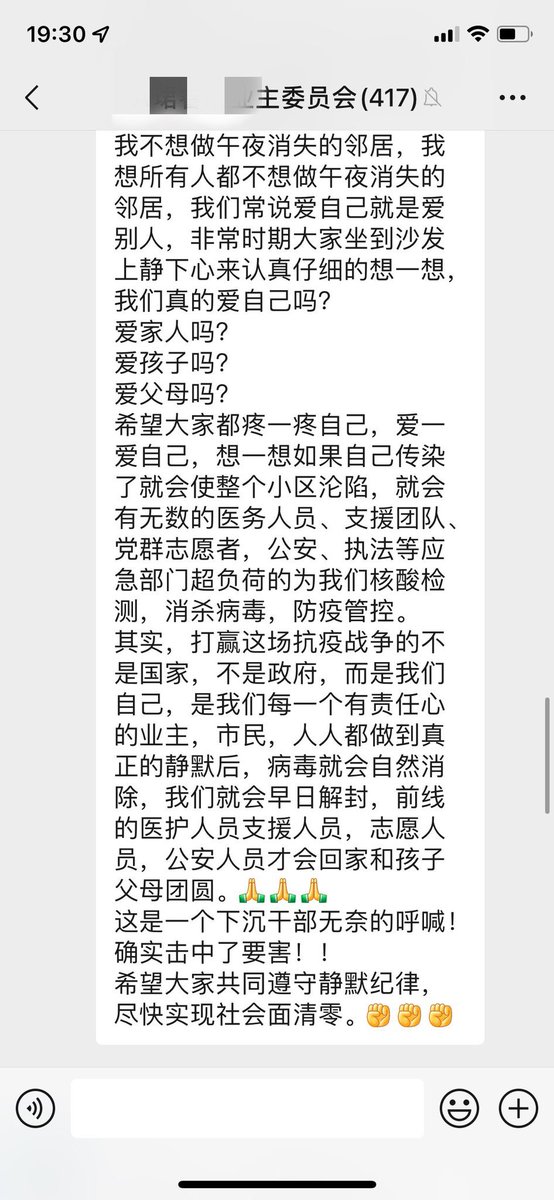 19:30
主委员会(417)
我不想做午夜消失的邻居，我
想所有人都不想做午夜消失的
邻居，我们常说爱自己就是爱
别人，非常时期大家坐到沙发
上静下心来认真仔细的想一想，
我们真的爱自己吗？
爱家人吗？
爱孩子吗？
爱父母吗？
希望大家都疼一疼自己，爱一
爱自己，想一想如果自己传染
了就会使整个小区沦陷，就会
有无数的医务人员、支援团队、
党群志愿者，公安、执法等应
急部门超负荷的为我们核酸检
测，消杀病毒，防疫管控。
其实，打赢这场抗疫战争的不
是国家，不是政府，而是我们
自己，是我们每一个有责任心
的业主，市民，人人都做到真
正的静默后，病毒就会自然消
除，我们就会早日解封，前线
的医护人员支援人员，志愿人
员，公安人员才会回家和孩子
父母团圆。🙏🙏🙏
这是一个下沉干部无奈的呼喊！
确实击中了要害！！
希望大家共同遵守静默纪律，
尽快实现社会面清零。✊✊✊